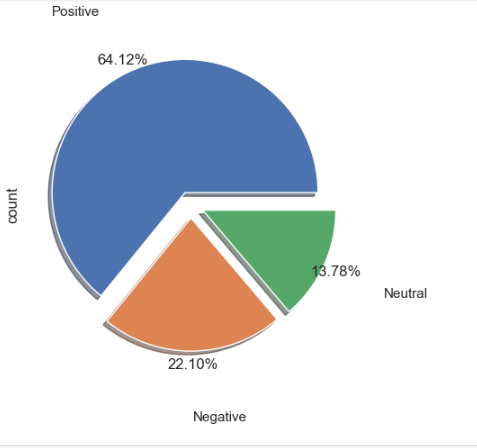 Positive
64.12%
count
13.78%
Neutral
22.10%
Negative